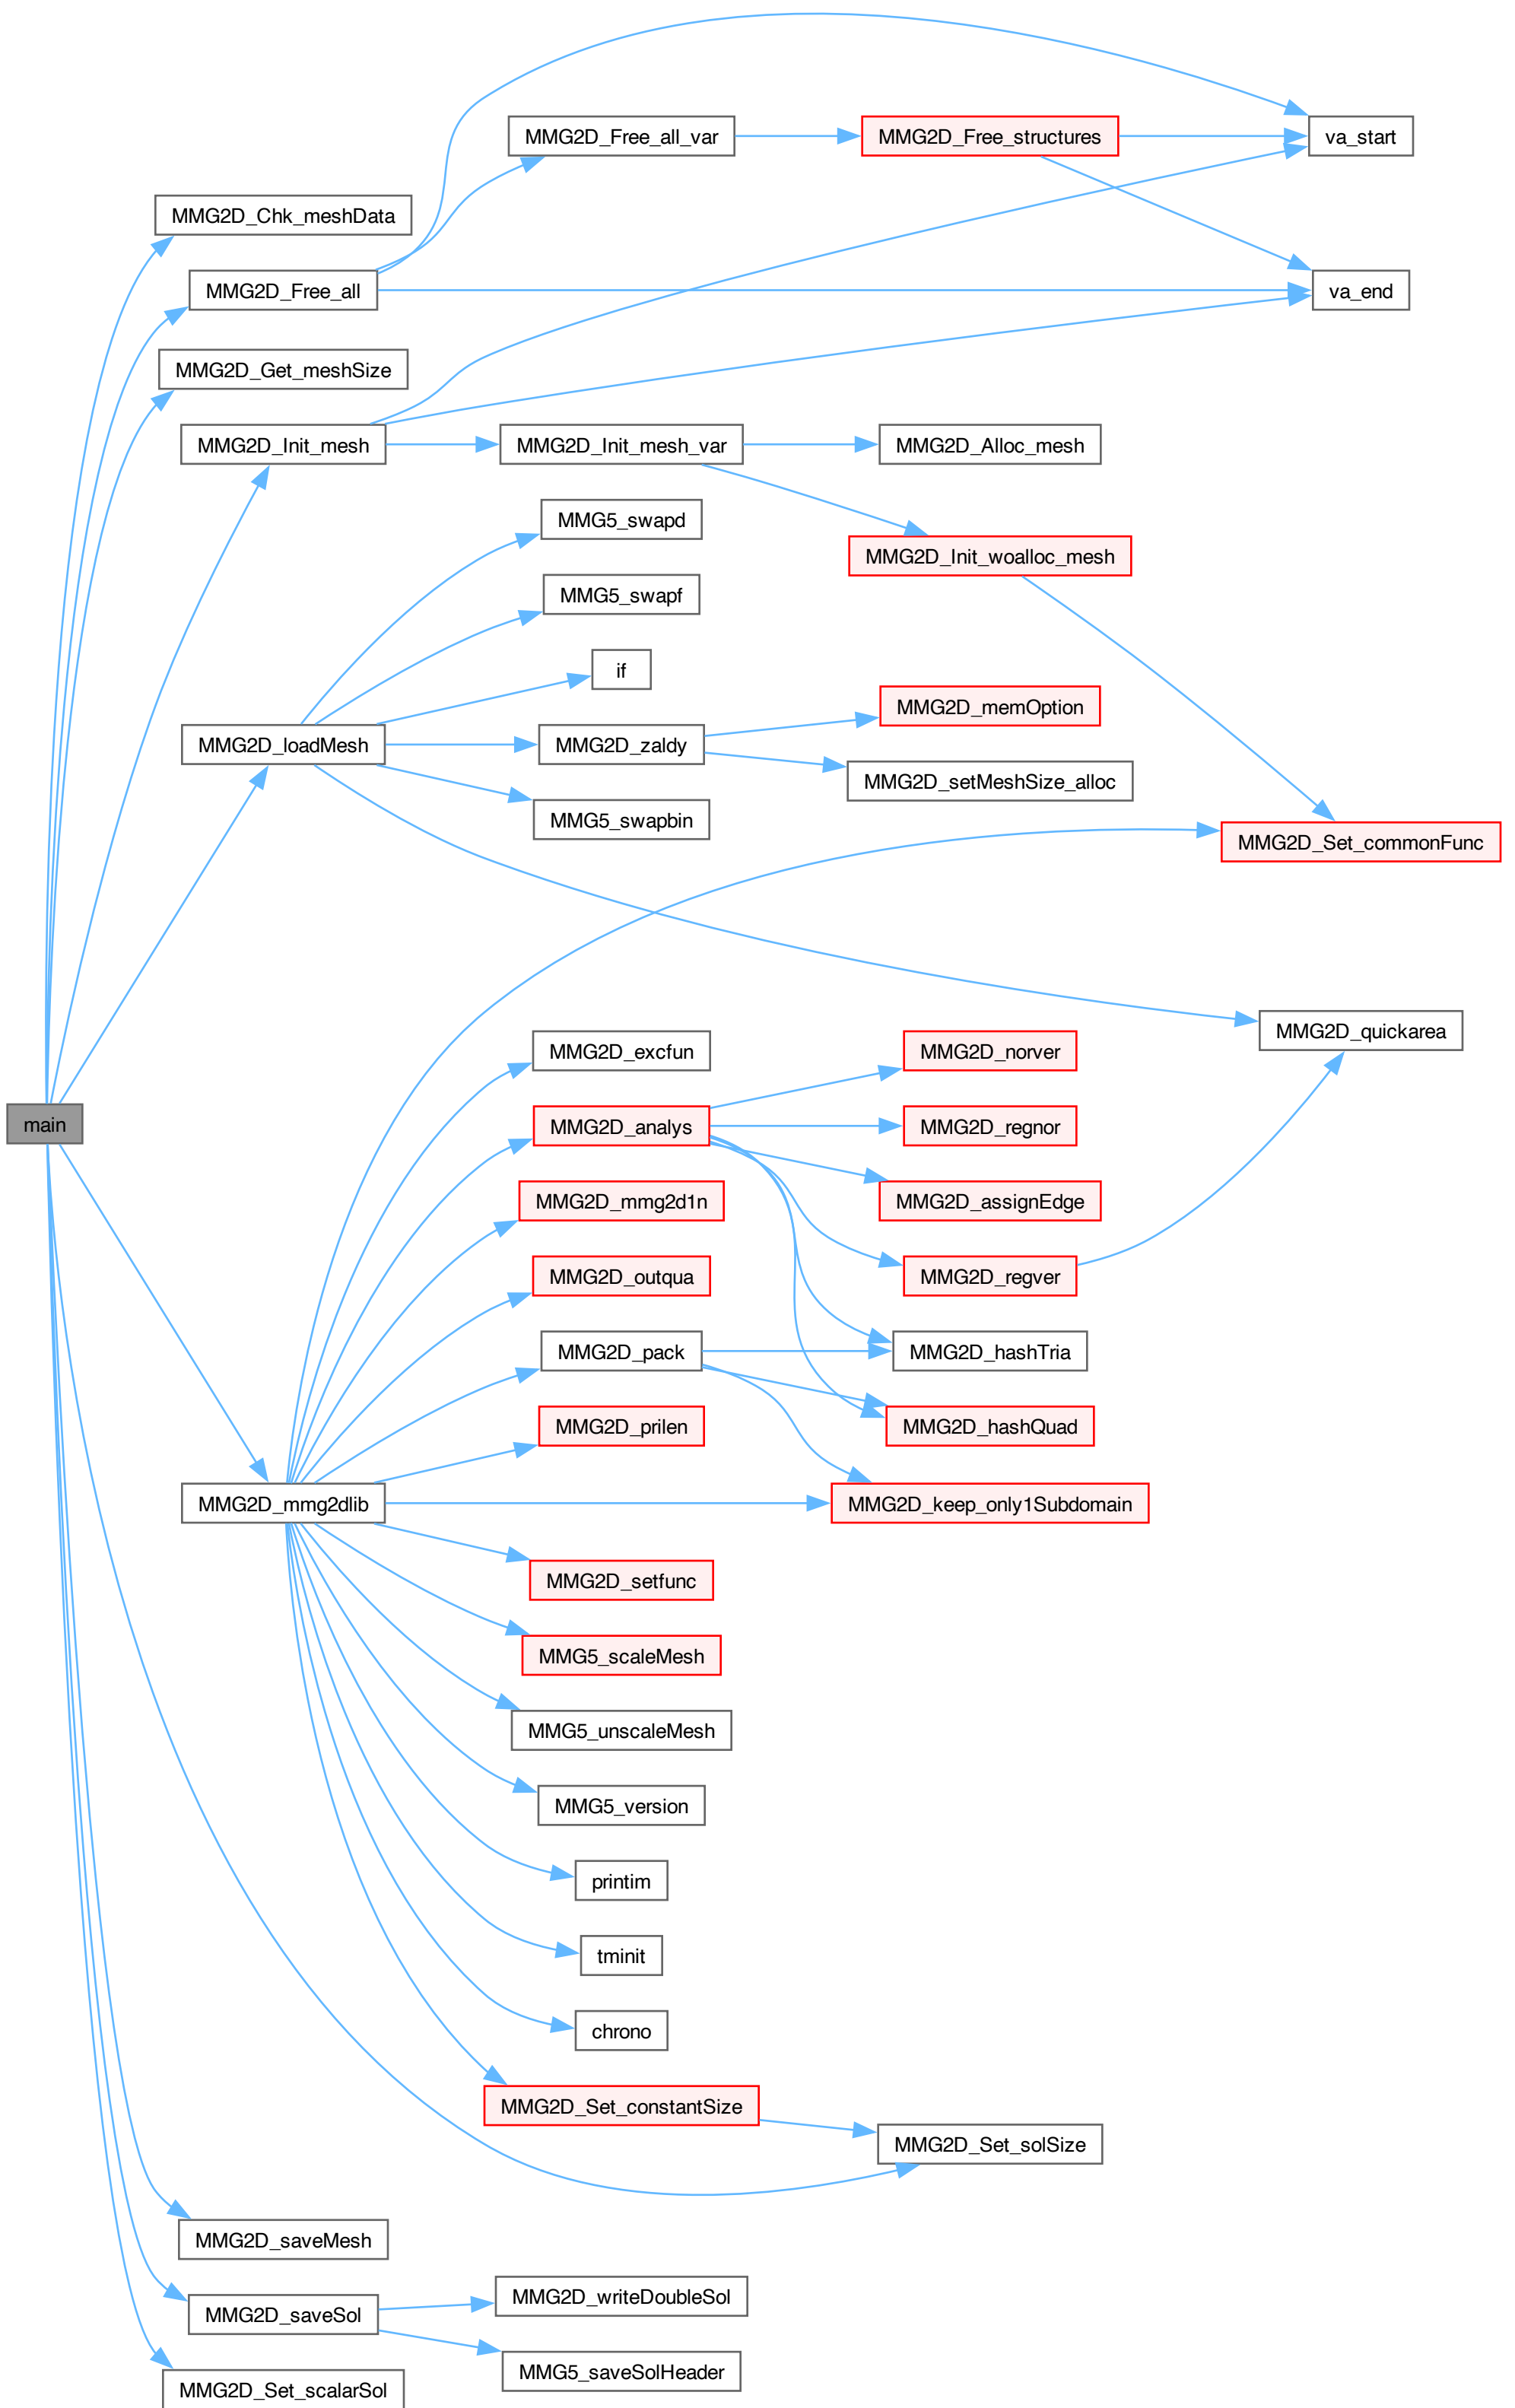 MMG2D_Free_all_var
MMG2D_Free_structures
va_start
MMG2D_Chk_meshData
MMG2D_Free_all
va_end
MMG2D_Get_meshSize
MMG2D_Init_mesh
MMG2D_Init_mesh_var
MMG2D_Alloc_mesh
MMG5_swapd
MMG2D_Init_woalloc_mesh
MMG5_swapf
if
MMG2D_memOption
MMG2D_loadMesh
MMG2D_zaldy
MMG2D_setMeshSize_alloc
MMG5_swapbin
MMG2D_Set_commonFunc
MMG2D_quickarea
MMG2D_excfun
MMG2D_norver
main
MMG2D_analys
MMG2D_regnor
MMG2D_mmg2d1n
MMG2D_assignEdge
MMG2D_outqua
MMG2D_regver
MMG2D_pack
MMG2D_hashTria
MMG2D_prilen
MMG2D_hashQuad
MMG2D_mmg2dlib
MMG2D_keep_only1Subdomain
MMG2D_setfunc
MMG5_scaleMesh
MMG5_unscaleMesh
MMG5_version
printim
tminit
chrono
MMG2D_Set_constantSize
MMG2D_Set_solSize
MMG2D_saveMesh
MMG2D_writeDoubleSol
MMG2D_saveSol
MMG5_saveSolHeader
MMG2D_Set_scalarSol